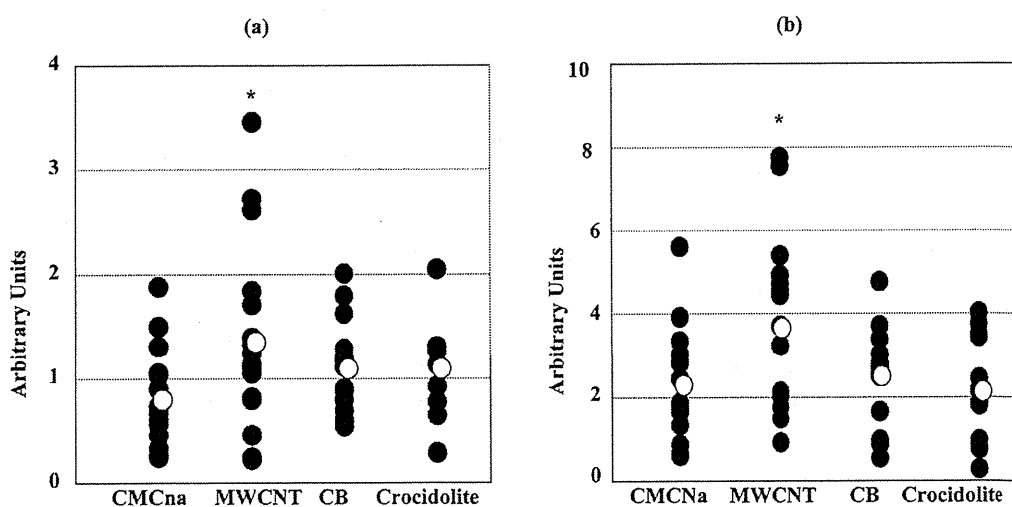 (a)
4
3
2
1
0
Arbitrary Units
*
CMCna MWCNT CB Crocidolite
(b)
10
8
6
4
2
0
Arbitrary Units
*
CMCNa MWCNT CB Crocidolite